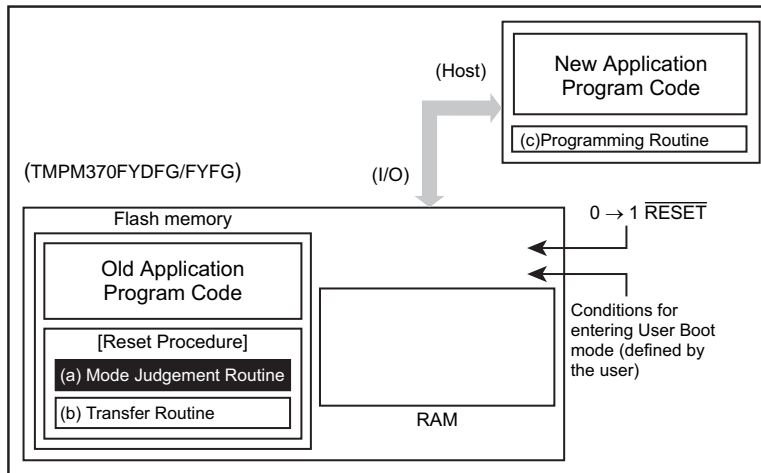 (Host)
New Application
Program Code
(c)Programming Routine
(TMPM370FYDFG/FYFG)
(I/O)
Flash memory
0 → 1 RESET
Old Application
Program Code
[Reset Procedure]
(a) Mode Judgement Routine
(b) Transfer Routine
RAM
Conditions for
entering User Boot
mode (defined by
the user)